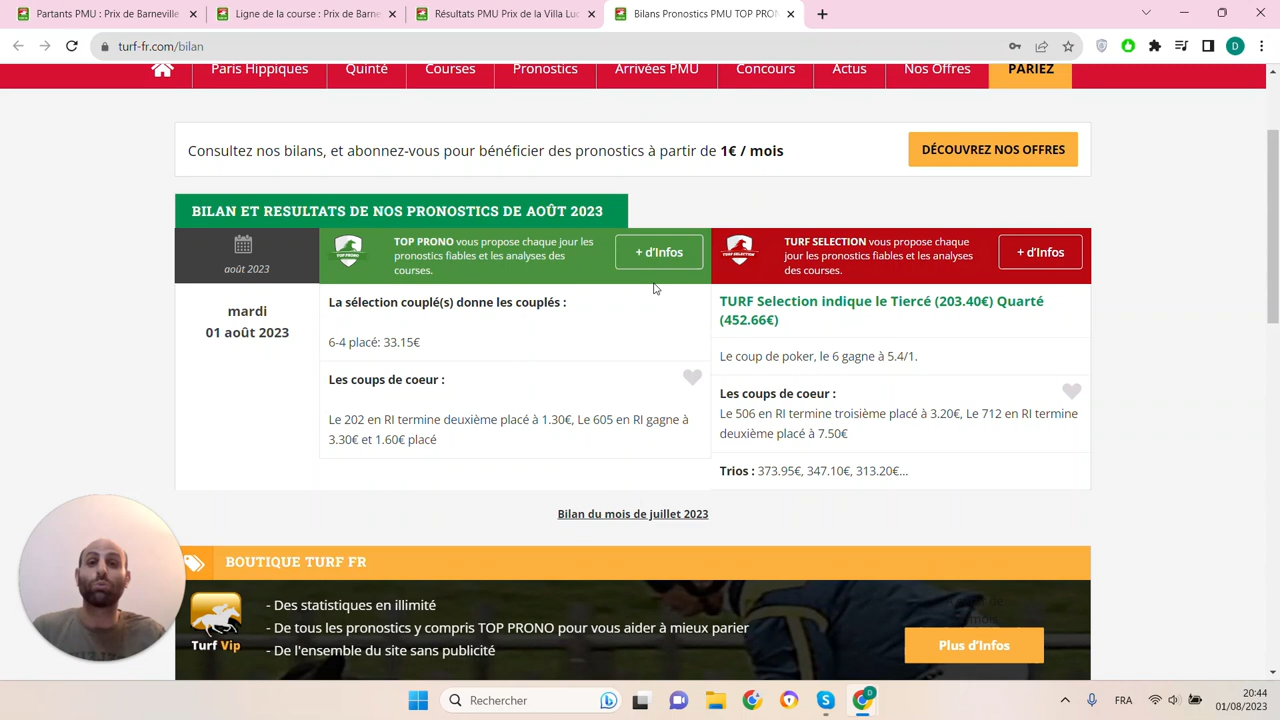 Partants PMU : Prix de Barneville
Ligne de la course : Prix de Barne
Résultats PMU Prix de la Villa Luc
Bilans Pronostics PMU TOP PRON
turf-fr.com/bilan
D
Paris Hippiques
Quinté
Courses
Pronostics
Arrivées PMU
Concours
Actus
Nos Offres
PARIEZ
Consultez nos bilans, et abonnez-vous pour bénéficier des pronostics à partir de 1€ / mois
DÉCOUVREZ NOS OFFRES
BILAN ET RESULTATS DE NOS PRONOSTICS DE AOÛT 2023
août 2023
TOP PRONO
TOP PRONO vous propose chaque jour les
pronostics fiables et les analyses des
courses.
+ d'Infos
TURF SELECTION
TURF SELECTION vous propose chaque
jour les pronostics fiables et les analyses
des courses.
+ d'Infos
mardi
01 août 2023
La sélection couplé(s) donne les couplés :
6-4 placé: 33.15€
Les coups de coeur :
Le 202 en RI termine deuxième placé à 1.30€, Le 605 en RI gagne à
3.30€ et 1.60€ placé
TURF Selection indique le Tiercé (203.40€) Quarté
(452.66€)
Le coup de poker, le 6 gagne à 5.4/1.
Les coups de coeur :
Le 506 en RI termine troisième placé à 3.20€, Le 712 en RI termine
deuxième placé à 7.50€
Trios : 373.95€, 347.10€, 313.20€...
Bilan du mois de juillet 2023
BOUTIQUE TURF FR
Turf Vip
- Des statistiques en illimité
- De tous les pronostics y compris TOP PRONO pour vous aider à mieux parier
- De l'ensemble du site sans publicité
Plus d'Infos
Rechercher
D
FRA
20:44
01/08/2023